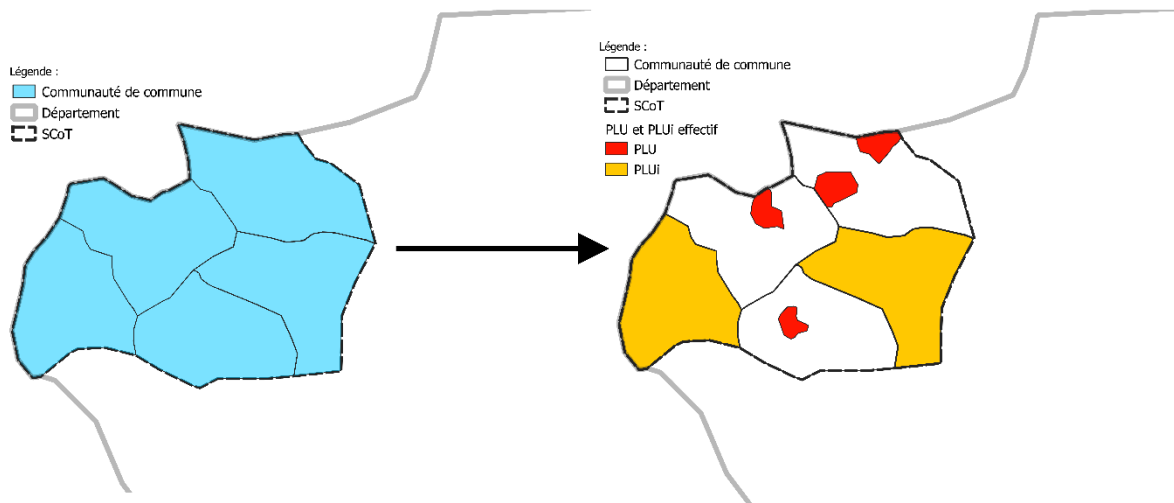 Légende :
Communauté de commune
Département
SCoT
Légende :
Communauté de commune
Département
SCoT
PLU et PLUi effectif
PLU
PLUi